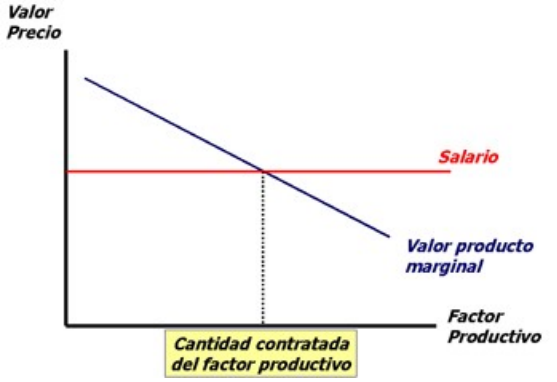 Valor
Precio
Salario
Valor producto
marginal
Factor
Productivo
Cantidad contratada
del factor productivo